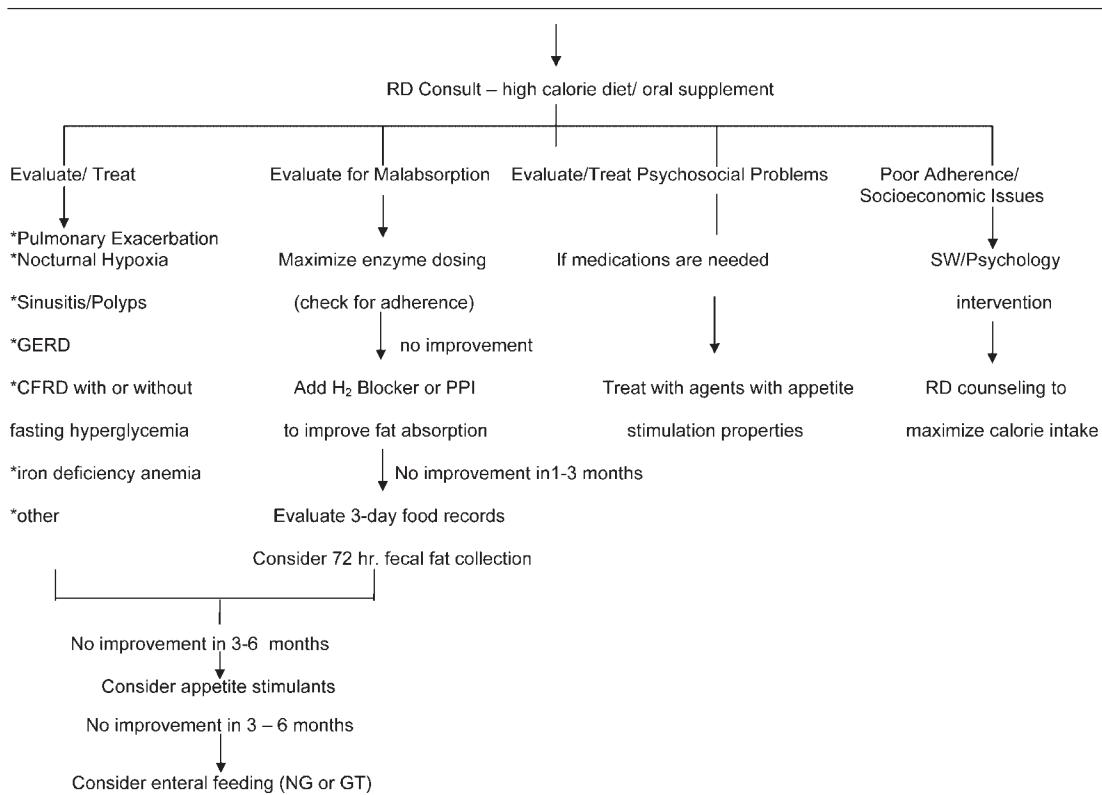 RD Consult – high calorie diet/ oral supplement
Evaluate/ Treat
*Pulmonary Exacerbation
*Nocturnal Hypoxia
*Sinusitis/Polyps
*GERD
*CFRD with or without
fasting hyperglycemia
*iron deficiency anemia
*other
Evaluate for Malabsorption
Maximize enzyme dosing
(check for adherence)
no improvement
Add H₂ Blocker or PPI
to improve fat absorption
No improvement in1-3 months
Evaluate 3-day food records
Consider 72 hr. fecal fat collection
Evaluate/Treat Psychosocial Problems
If medications are needed
Treat with agents with appetite
stimulation properties
Poor Adherence/
Socioeconomic Issues
SW/Psychology
intervention
RD counseling to
maximize calorie intake
No improvement in 3-6 months
Consider appetite stimulants
No improvement in 3 – 6 months
Consider enteral feeding (NG or GT)